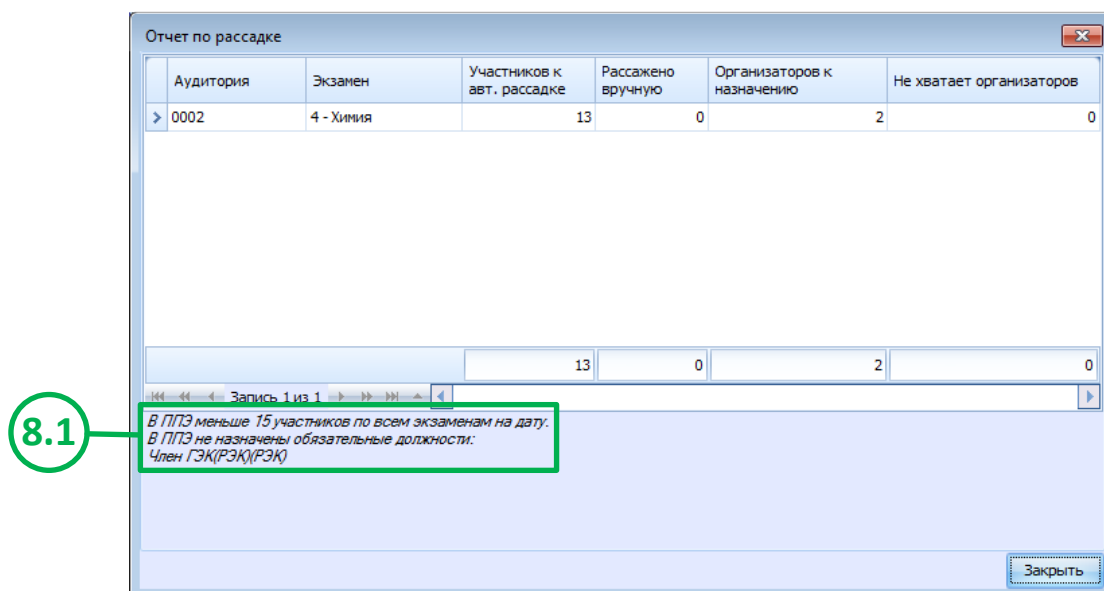 Отчет по рассадке
Аудитория Экзамен Участников к авт. рассадке Рассажено вручную Организаторов к назначению Не хватает организаторов
0002 4 - Химия 13 0 2 0
13 0 2 0
Запись 1 из 1
8.1
В ППЭ меньше 15 участников по всем экзаменам на дату.
В ППЭ не назначены обязательные должности:
Член ГЭК(РЭК)(РЭК)
Закрыть